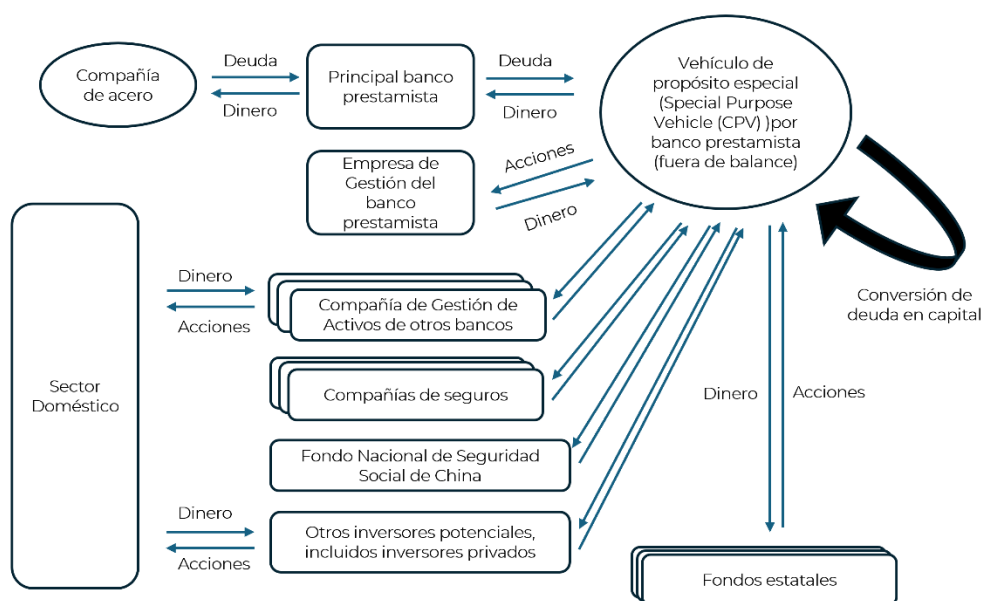 Compañía
de acero
Deuda
Dinero
Principal banco
prestamista
Deuda
Dinero
Vehículo de
propósito especial
(Special Purpose
Vehicle (CPV) )por
banco prestamista
(fuera de balance)
Empresa de
Gestión del
banco
prestamista
Acciones
Dinero
Conversión de
deuda en capital
Sector
Doméstico
Dinero
Acciones
Compañía de Gestión de
Activos de otros bancos
Compañías de seguros
Fondo Nacional de Seguridad
Social de China
Dinero
Acciones
Otros inversores potenciales,
incluidos inversores privados
Dinero
Acciones
Fondos estatales